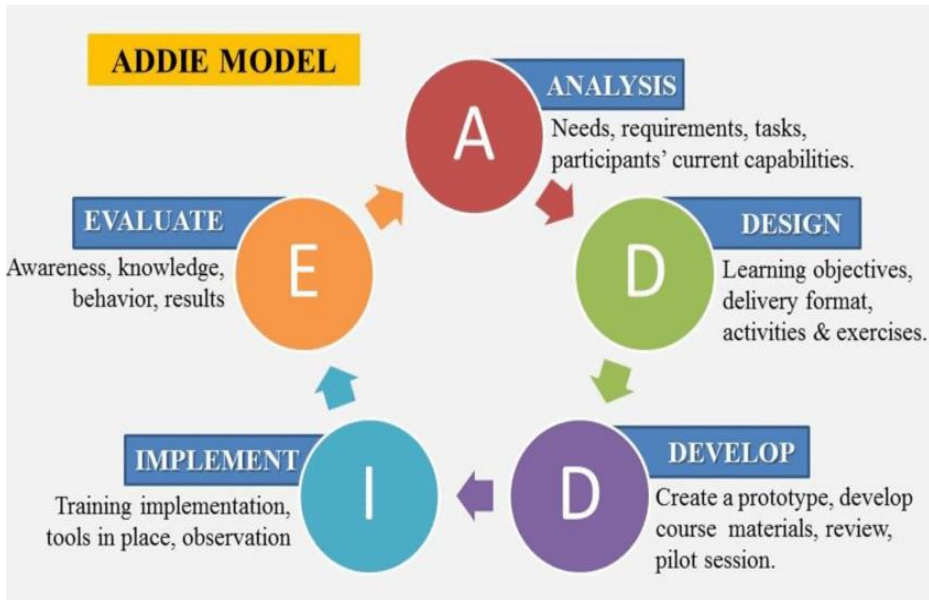 ADDIE MODEL
A
ANALYSIS
Needs, requirements, tasks,
participants’ current capabilities.
D
DESIGN
Learning objectives,
delivery format,
activities & exercises.
D
DEVELOP
Create a prototype, develop
course materials, review,
pilot session.
I
IMPLEMENT
Training implementation,
tools in place, observation
E
EVALUATE
Awareness, knowledge,
behavior, results